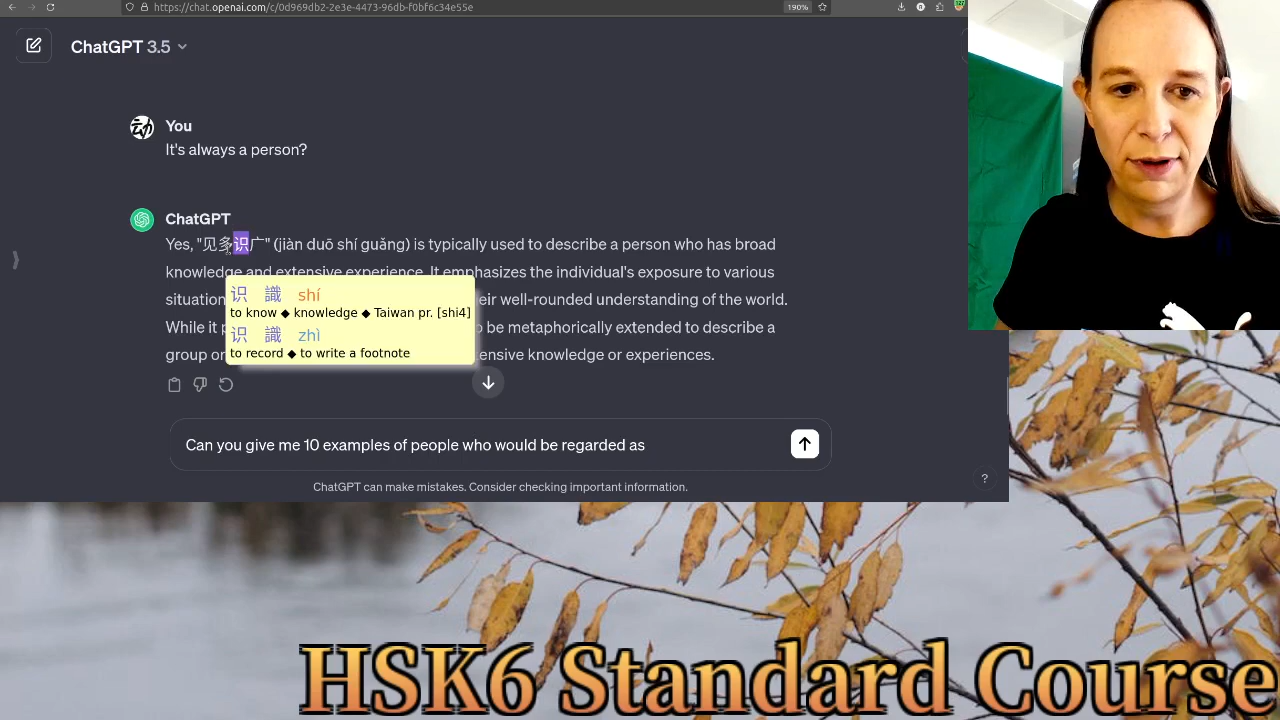 https://chat.openai.com/c/0d969db2-2e3e-4473-96db-f0bf6c34e55e
190%
ChatGPT 3.5
You
It's always a person?
ChatGPT
Yes, "见多识广" (jiàn duō shí guǎng) is typically used to describe a person who has broad
knowledge and extensive experience. It emphasizes the individual's exposure to various
situation
eir well-rounded understanding of the world.
While it
o be metaphorically extended to describe a
group or
ensive knowledge or experiences.
识 識 shí
to know ◆ knowledge ◆ Taiwan pr. [shi4]
识 識 zhì
to record ◆ to write a footnote
Can you give me 10 examples of people who would be regarded as
ChatGPT can make mistakes. Consider checking important information.
?
HSK6 Standard Course